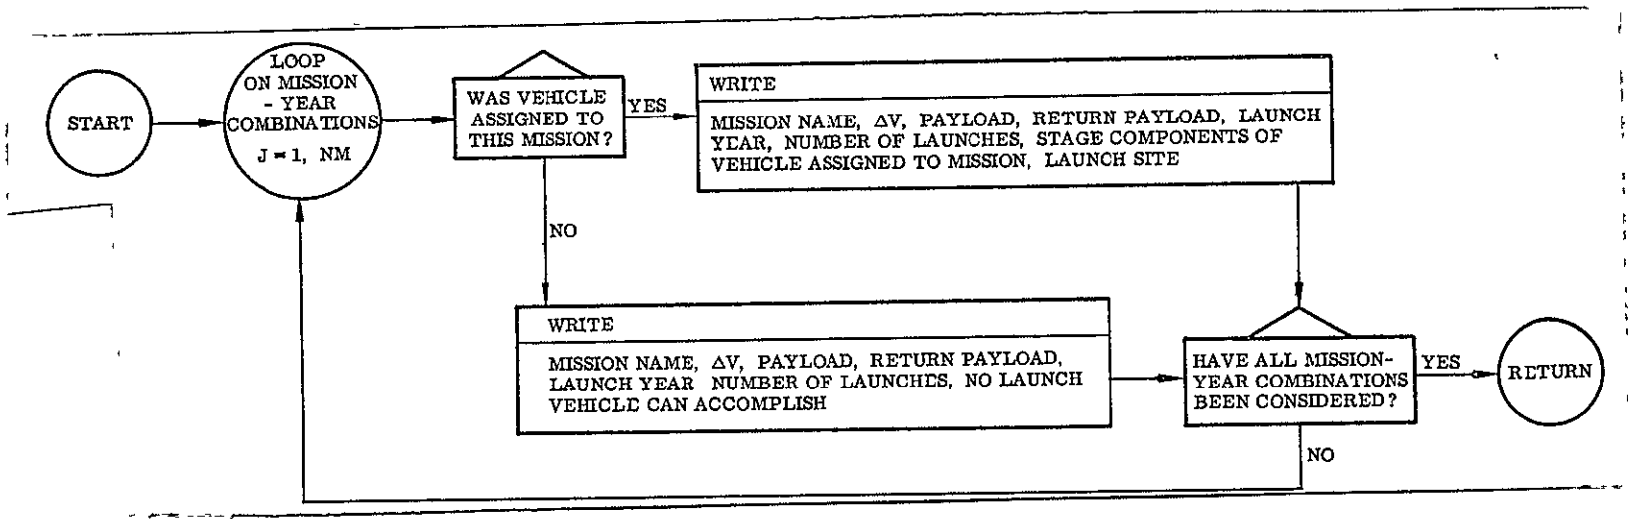 START
LOOP
ON MISSION
- YEAR
COMBINATIONS
J = 1, NM
WAS VEHICLE
ASSIGNED TO
THIS MISSION?
YES
WRITE
MISSION NAME, ΔV, PAYLOAD, RETURN PAYLOAD, LAUNCH
YEAR, NUMBER OF LAUNCHES, STAGE COMPONENTS OF
VEHICLE ASSIGNED TO MISSION, LAUNCH SITE
NO
WRITE
MISSION NAME, ΔV, PAYLOAD, RETURN PAYLOAD,
LAUNCH YEAR NUMBER OF LAUNCHES, NO LAUNCH
VEHICLE CAN ACCOMPLISH
HAVE ALL MISSION-
YEAR COMBINATIONS
BEEN CONSIDERED?
YES
RETURN
NO